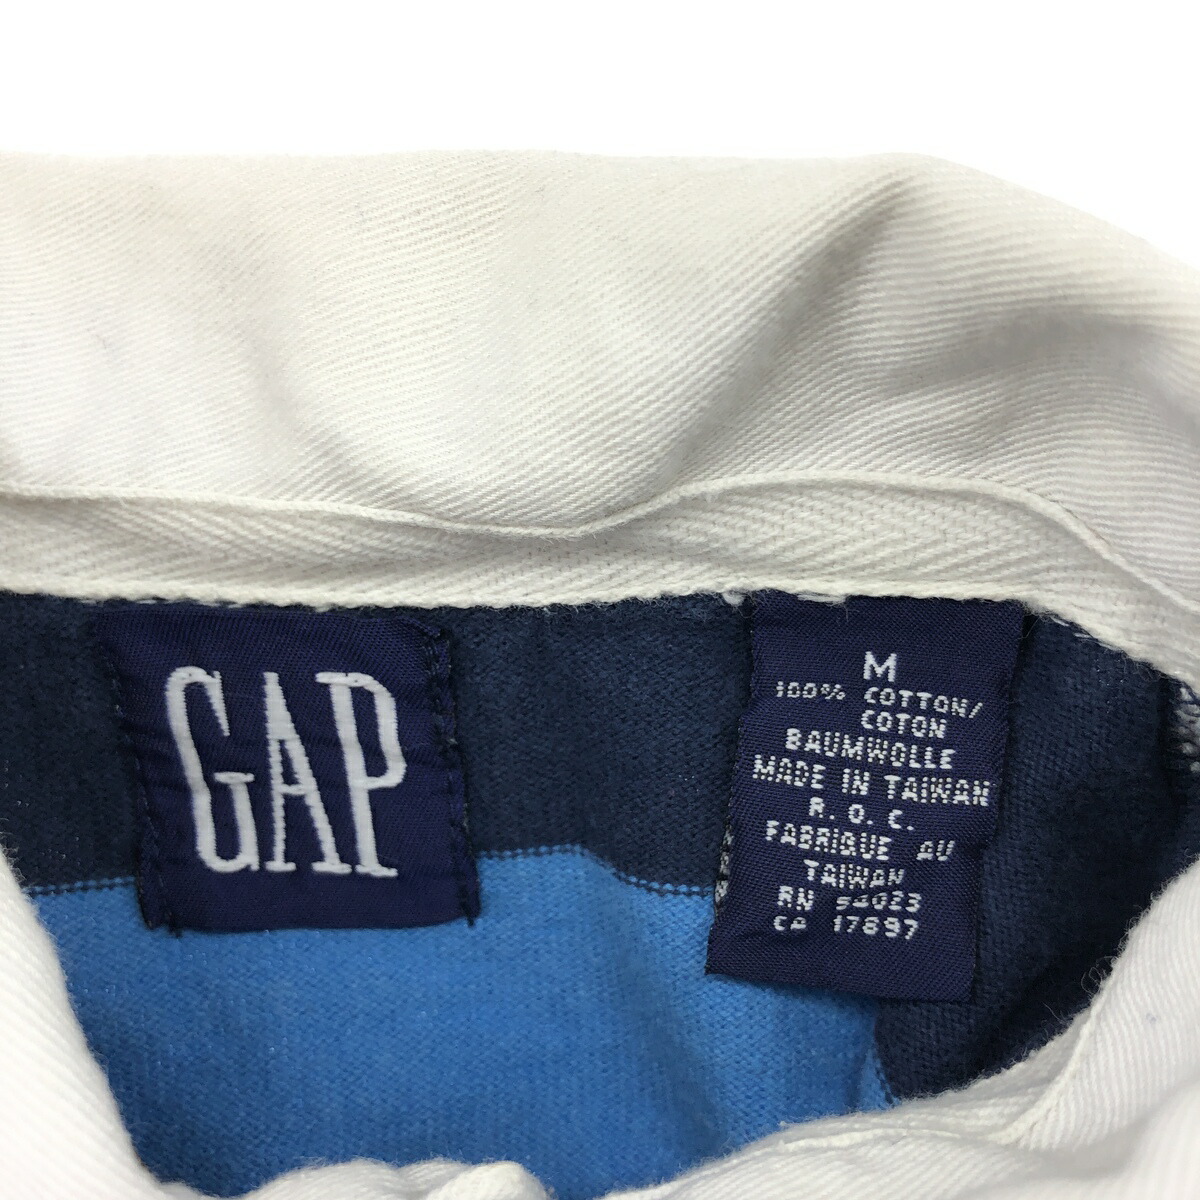 GAP
M
100% COTTON/
COTON
BAUMWOLLE
MADE IN TAIWAN
R. O. C.
FABRIQUE AU
TAIWAN
RN 54023
CA 17897